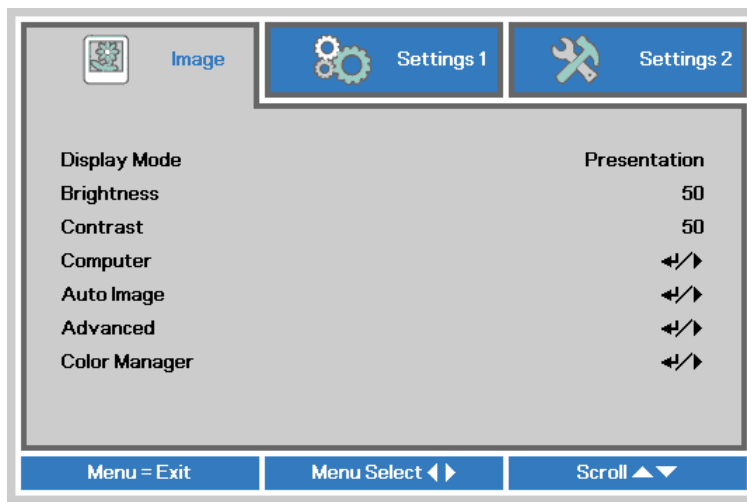 Image Settings 1 Settings 2
Display Mode Presentation
Brightness 50
Contrast 50
Computer ↵/▶
Auto Image ↵/▶
Advanced ↵/▶
Color Manager ↵/▶
Menu = Exit Menu Select ◀▶ Scroll ▲▼